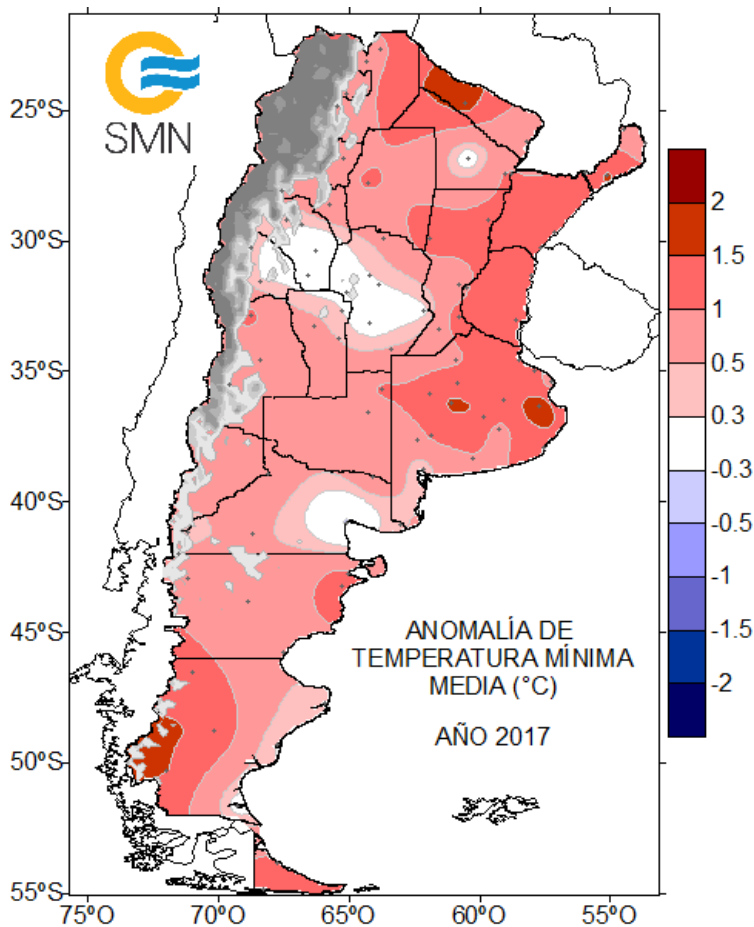 SMN
25ºS
30ºS
35ºS
40ºS
45ºS
50ºS
55ºS
75ºO
70ºO
65ºO
60ºO
55ºO
2
1.5
1
0.5
0.3
-0.3
-0.5
-1
-1.5
-2
ANOMALÍA DE
TEMPERATURA MÍNIMA
MEDIA (°C)
AÑO 2017